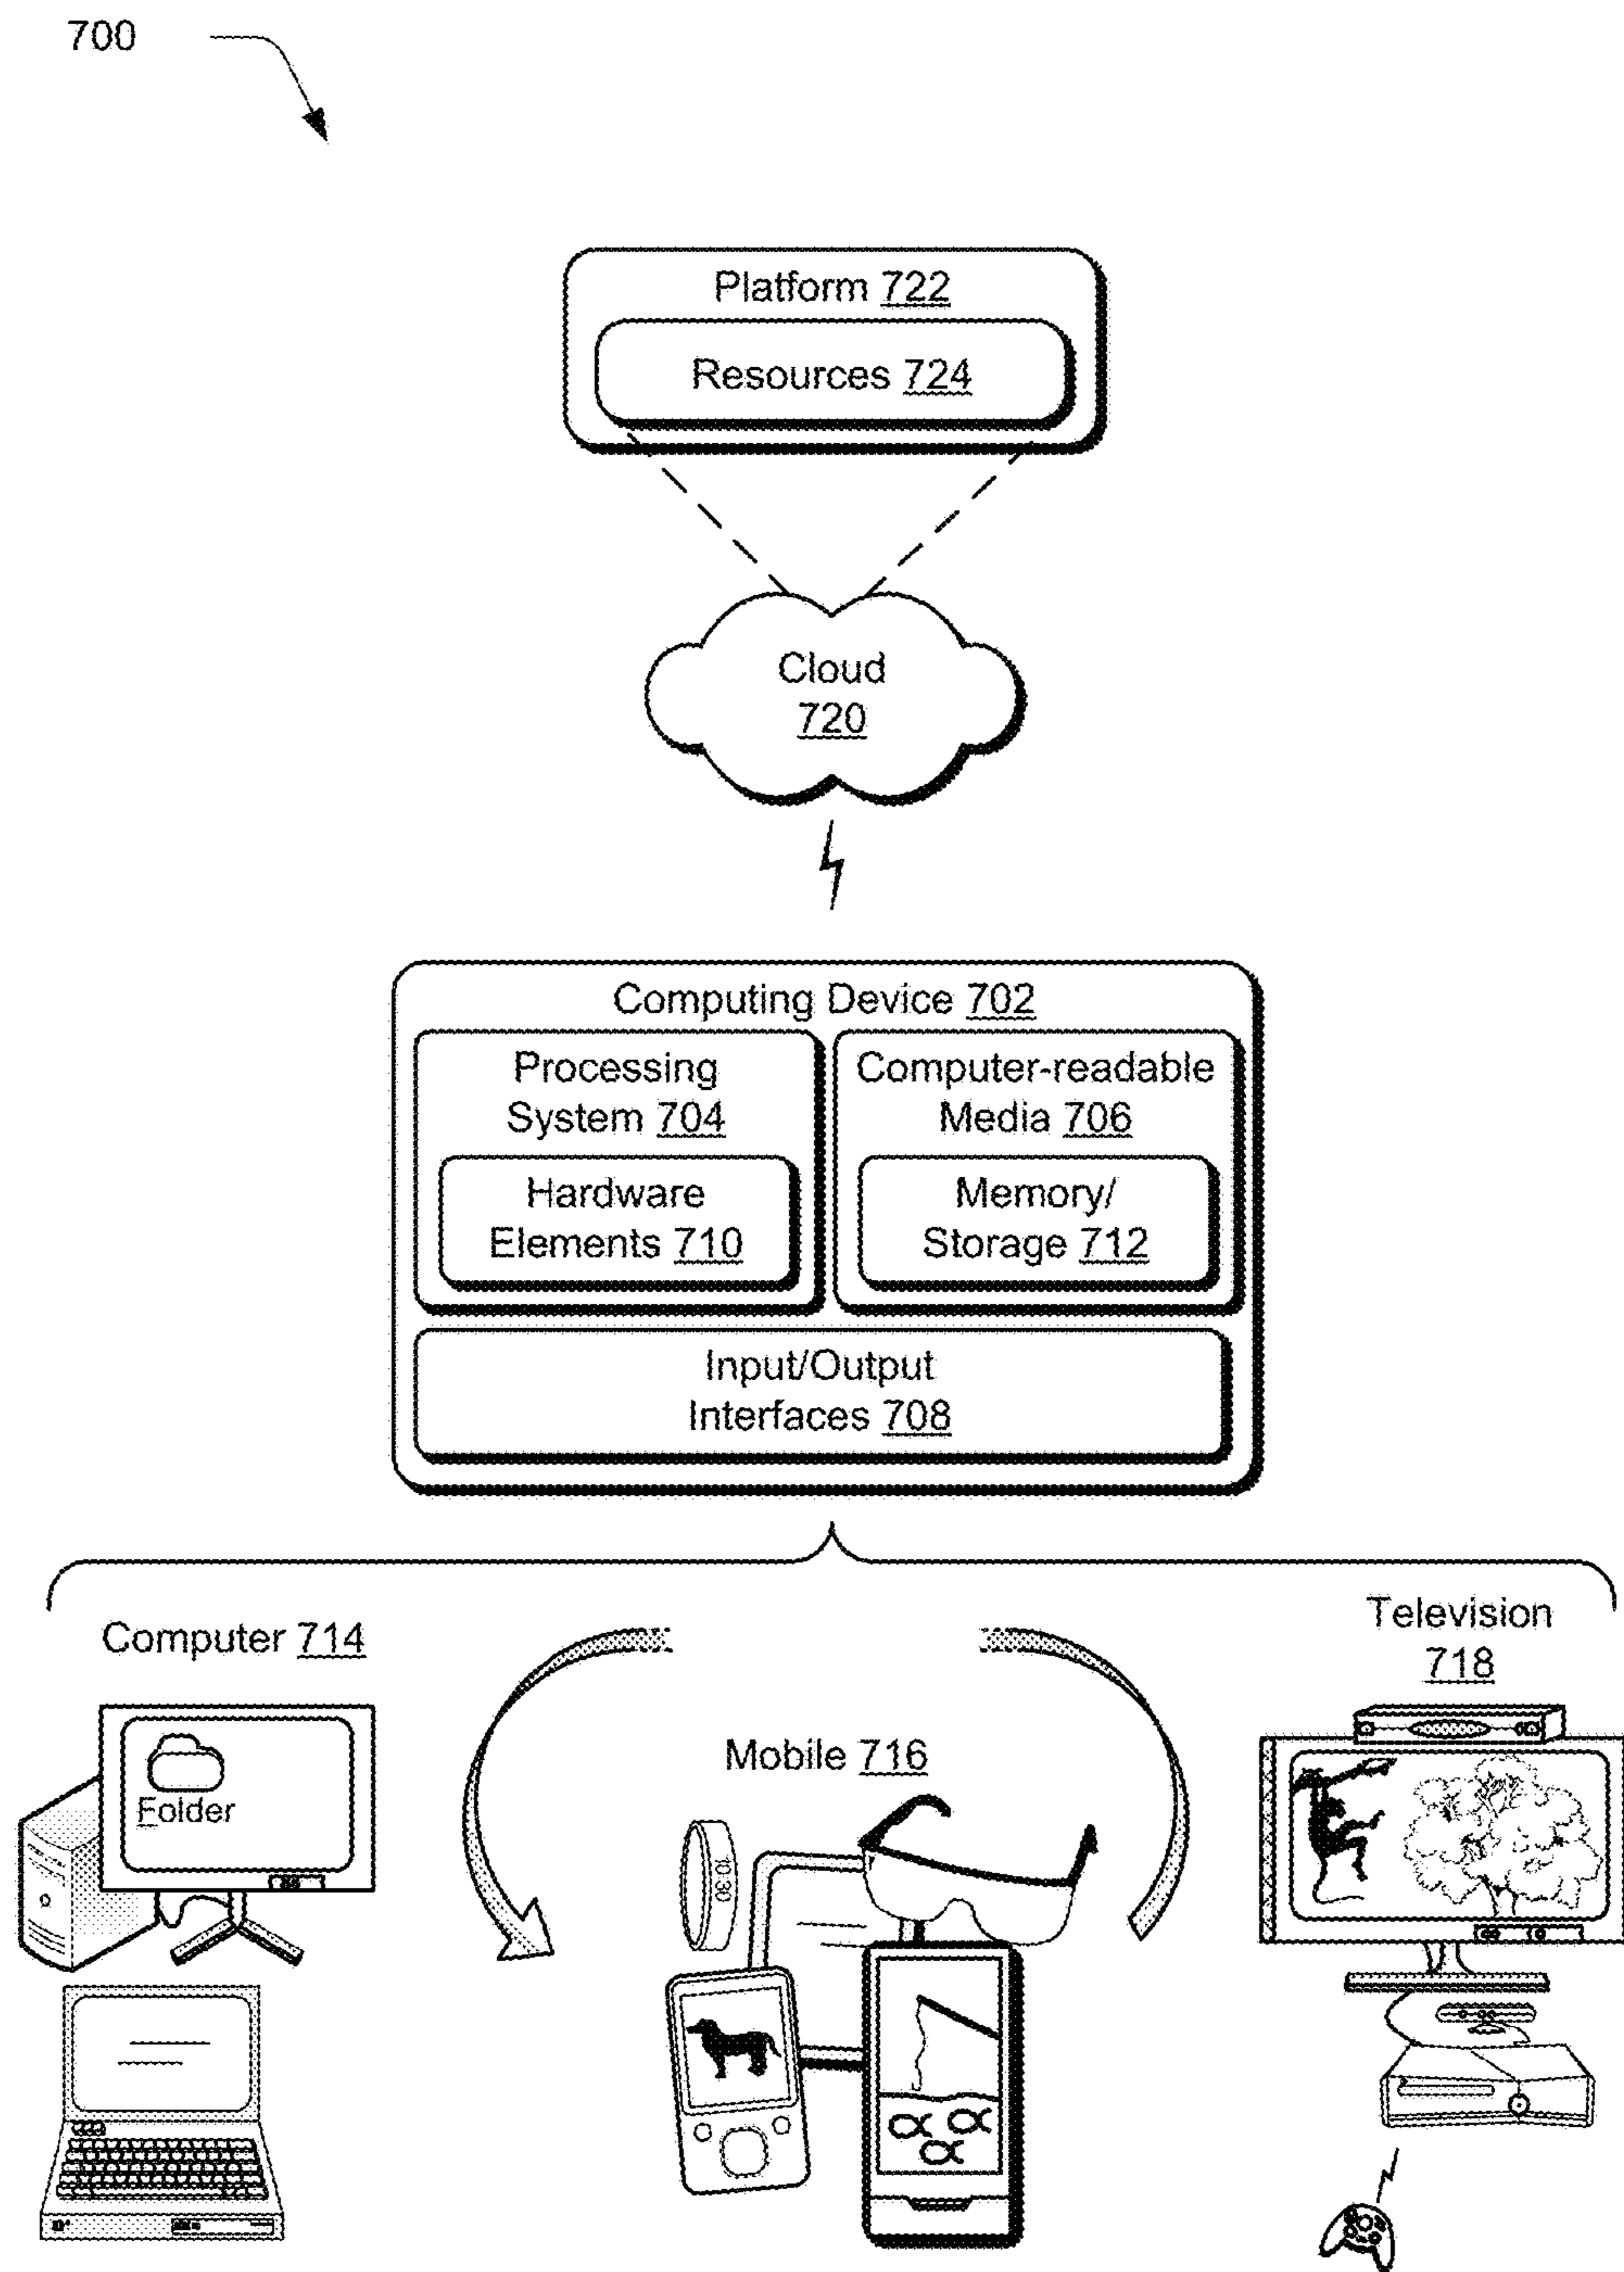 700
Platform 722
Resources 724
Cloud
720
Computing Device 702
Processing
System 704
Hardware
Elements 710
Computer-readable
Media 706
Memory/
Storage 712
Input/Output
Interfaces 708
Computer 714
Folder
Mobile 716
10:30
Television
718